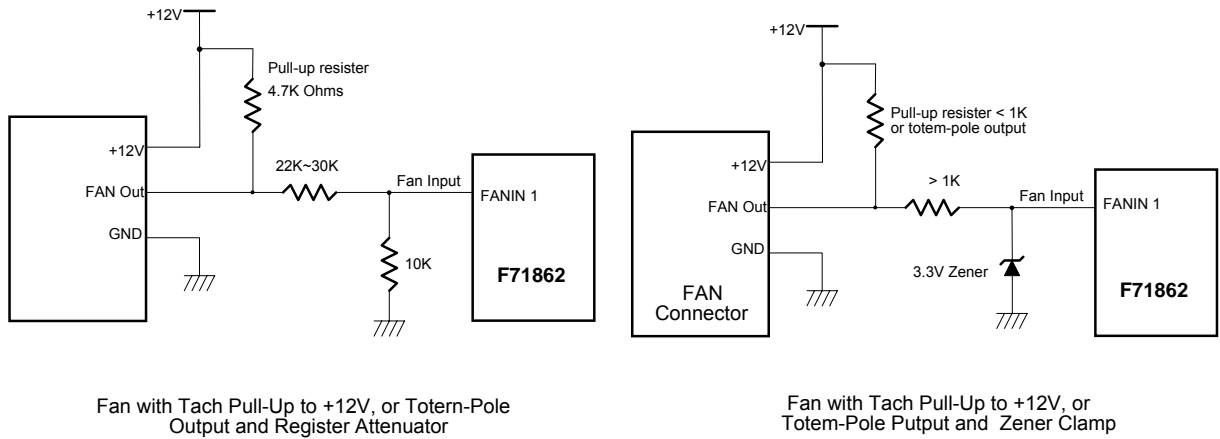 +12V
Pull-up resister
4.7K Ohms
+12V
22K~30K
FAN Out
Fan Input
FANIN 1
GND
10K
F71862
Fan with Tach Pull-Up to +12V, or Totern-Pole
Output and Register Attenuator
+12V
Pull-up resister < 1K
or totem-pole output
+12V
> 1K
FAN Out
Fan Input
FANIN 1
GND
3.3V Zener
FAN
Connector
F71862
Fan with Tach Pull-Up to +12V, or
Totem-Pole Putput and Zener Clamp